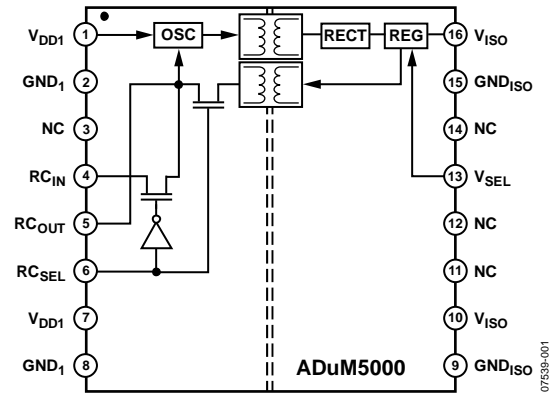 VDD1 1 OSC RECT REG 16 VISO
GND1 2 15 GNDISO
NC 3 14 NC
RCIN 4 13 VSEL
RCOUT 5 12 NC
RCSEL 6 11 NC
VDD1 7 10 VISO
GND1 8 ADuM5000 9 GNDISO
07539-001